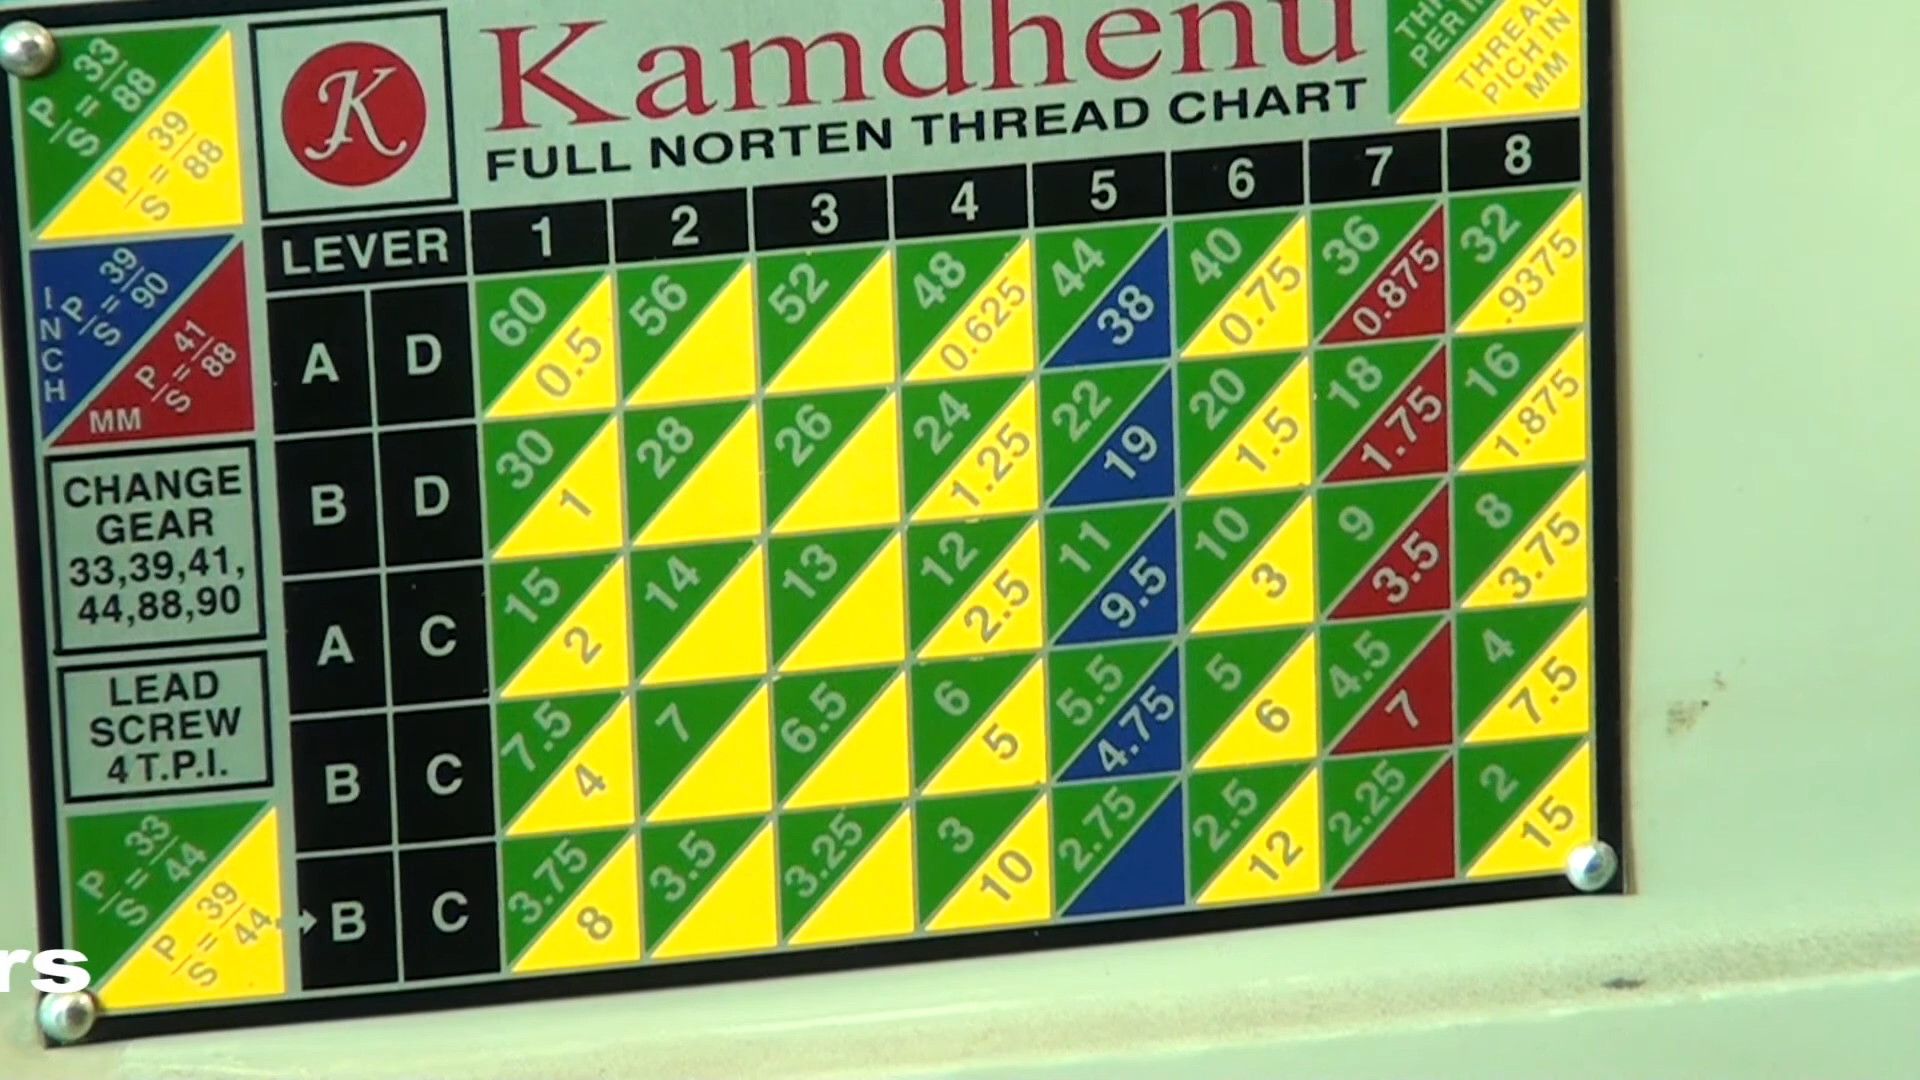 P/S = 33/88
P/S = 39/88
K
Kamdhenu
FULL NORTEN THREAD CHART
THREAD
PICH IN
MM
INCH P/S = 39/90
MM P/S = 41/88
LEVER 1 2 3 4 5 6 7 8
A D 60 0.5 56 52 48 0.625 44 38 40 0.75 36 0.875 32 .9375
B D 30 1 28 26 24 1.25 22 19 20 1.5 18 1.75 16 1.875
A C 15 2 14 13 12 2.5 11 9.5 10 3 9 3.5 8 3.75
B C 7.5 4 7 6.5 6 5 5.5 4.75 5 6 4.5 7 4 7.5
B C 3.75 8 3.5 3.25 3 10 2.75 2.5 12 2.25 2 15
CHANGE
GEAR
33,39,41,
44,88,90
LEAD
SCREW
4 T.P.I.
P/S = 33/44
P/S = 39/44
rs